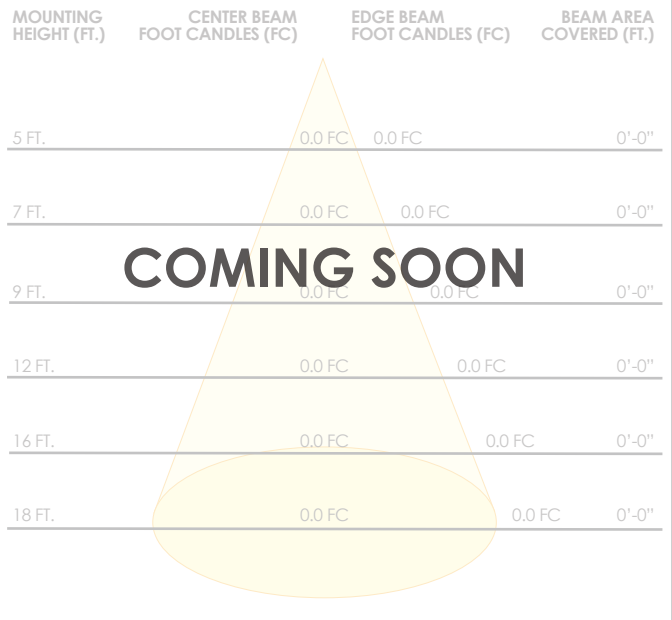 MOUNTING HEIGHT (FT.) CENTER BEAM FOOT CANDLES (FC) EDGE BEAM FOOT CANDLES (FC) BEAM AREA COVERED (FT.)
5 FT. 0.0 FC 0.0 FC 0'-0"
7 FT. 0.0 FC 0.0 FC 0'-0"
COMING SOON
9 FT. 0.0 FC 0.0 FC 0'-0"
12 FT. 0.0 FC 0.0 FC 0'-0"
16 FT. 0.0 FC 0.0 FC 0'-0"
18 FT. 0.0 FC 0.0 FC 0'-0"